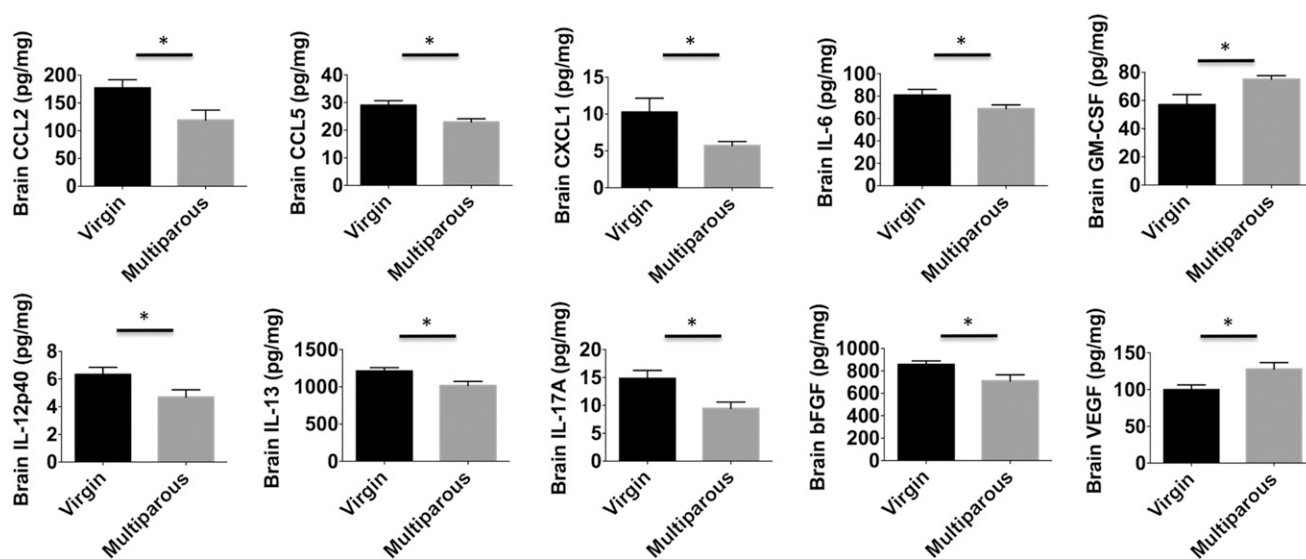 *
Brain CCL2 (pg/mg)
200
150
100
50
0
Virgin
Multiparous
*
Brain CCL5 (pg/mg)
40
30
20
10
0
Virgin
Multiparous
*
Brain CXCL1 (pg/mg)
15
10
5
0
Virgin
Multiparous
*
Brain IL-6 (pg/mg)
100
80
60
40
20
0
Virgin
Multiparous
*
Brain GM-CSF (pg/mg)
80
60
40
20
0
Virgin
Multiparous
*
Brain IL-12p40 (pg/mg)
8
6
4
2
0
Virgin
Multiparous
*
Brain IL-13 (pg/mg)
1500
1000
500
0
Virgin
Multiparous
*
Brain IL-17A (pg/mg)
20
15
10
5
0
Virgin
Multiparous
*
Brain bFGF (pg/mg)
1000
800
600
400
200
0
Virgin
Multiparous
*
Brain VEGF (pg/mg)
150
100
50
0
Virgin
Multiparous